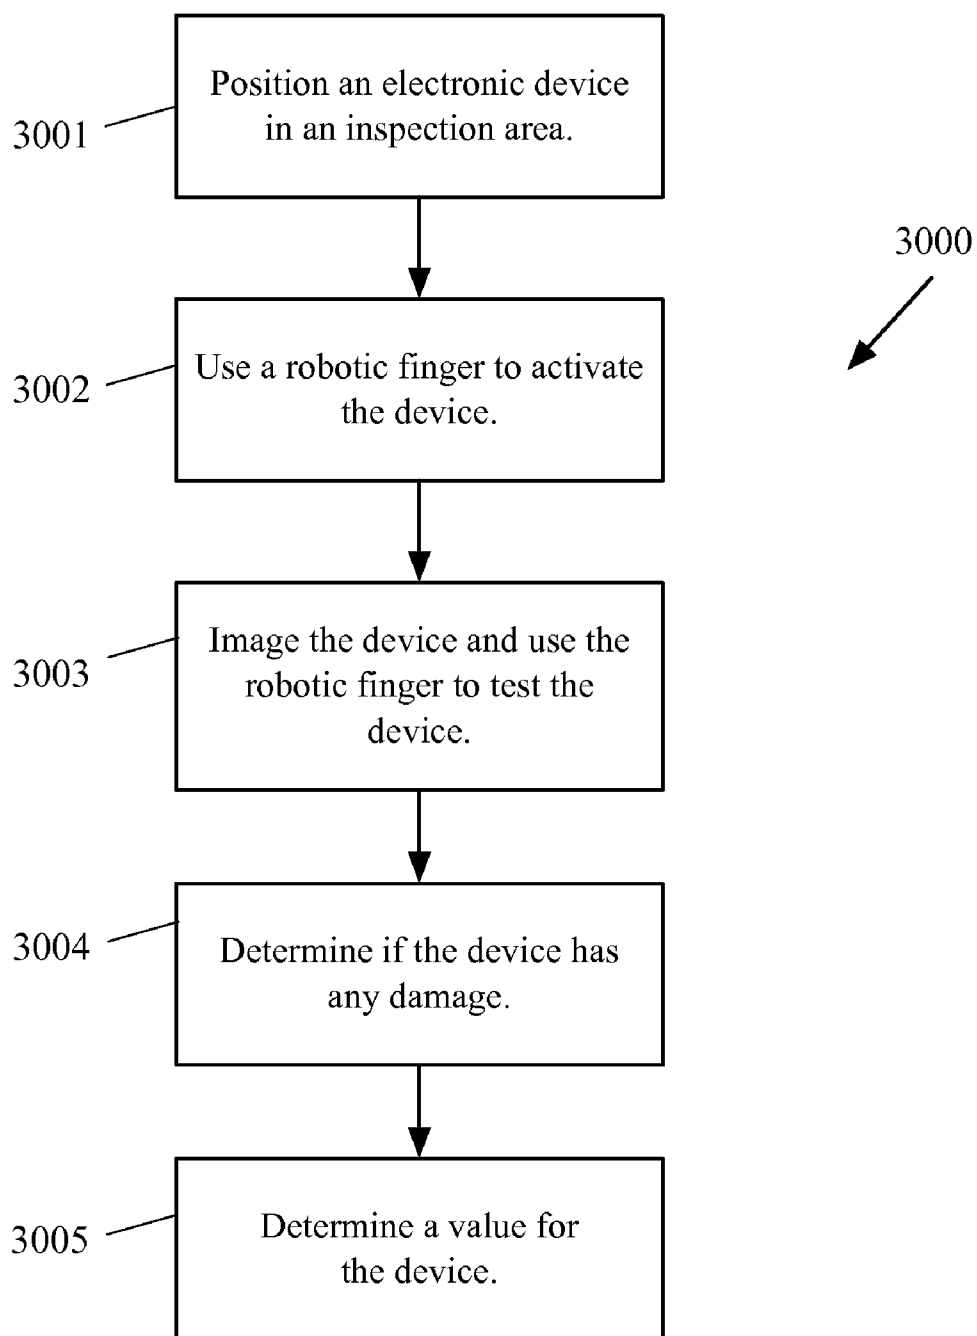 Position an electronic device
in an inspection area.
3001
3000
Use a robotic finger to activate
the device.
3002
Image the device and use the
robotic finger to test the
device.
3003
Determine if the device has
any damage.
3004
Determine a value for
the device.
3005